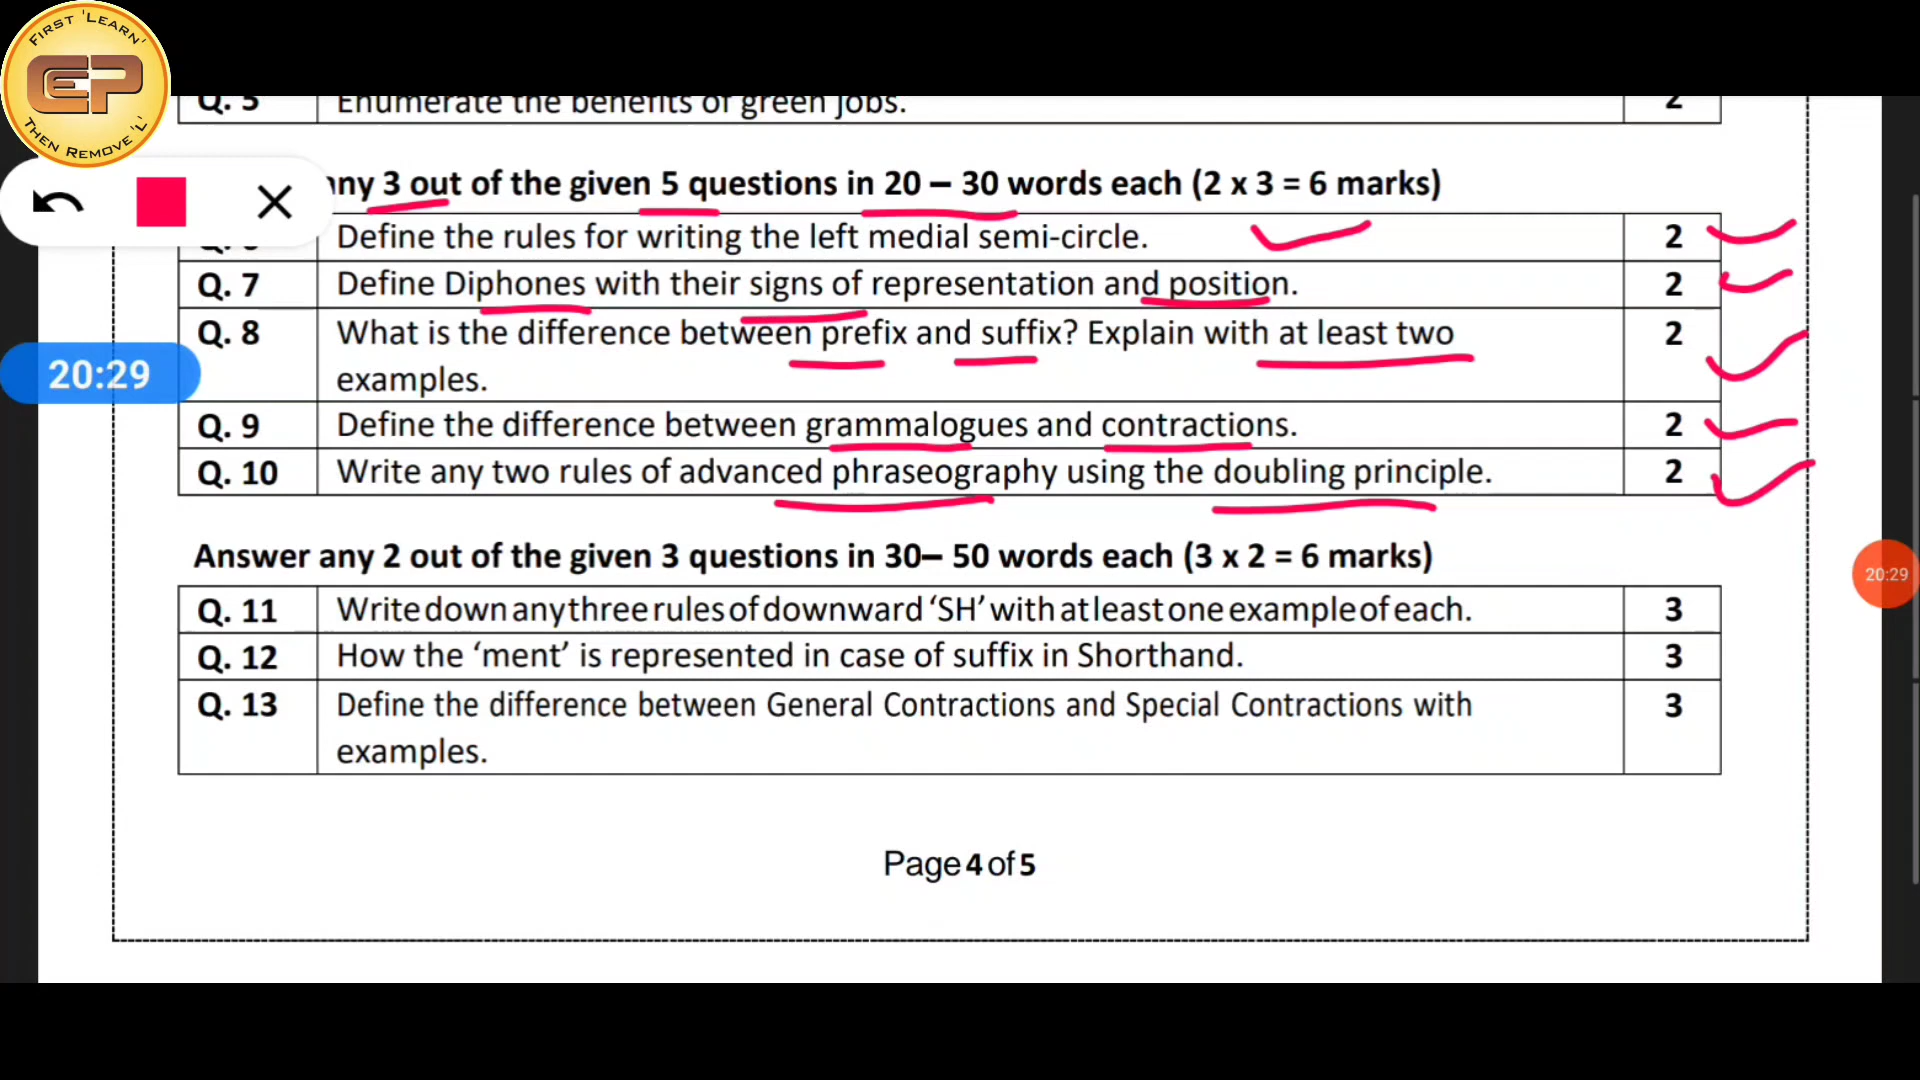 FIRST 'LEARN'
EP
THEN REMOVE 'L'
Q. 5 Enumerate the benefits of green jobs. 2
any 3 out of the given 5 questions in 20 – 30 words each (2 x 3 = 6 marks)
Define the rules for writing the left medial semi-circle. 2
Q. 7 Define Diphones with their signs of representation and position. 2
Q. 8 What is the difference between prefix and suffix? Explain with at least two 2
examples.
20:29
Q. 9 Define the difference between grammalogues and contractions. 2
Q. 10 Write any two rules of advanced phraseography using the doubling principle. 2
Answer any 2 out of the given 3 questions in 30– 50 words each (3 x 2 = 6 marks)
20:29
Q. 11 Write down any three rules of downward ‘SH’ with at least one example of each. 3
Q. 12 How the ‘ment’ is represented in case of suffix in Shorthand. 3
Q. 13 Define the difference between General Contractions and Special Contractions with 3
examples.
Page 4 of 5